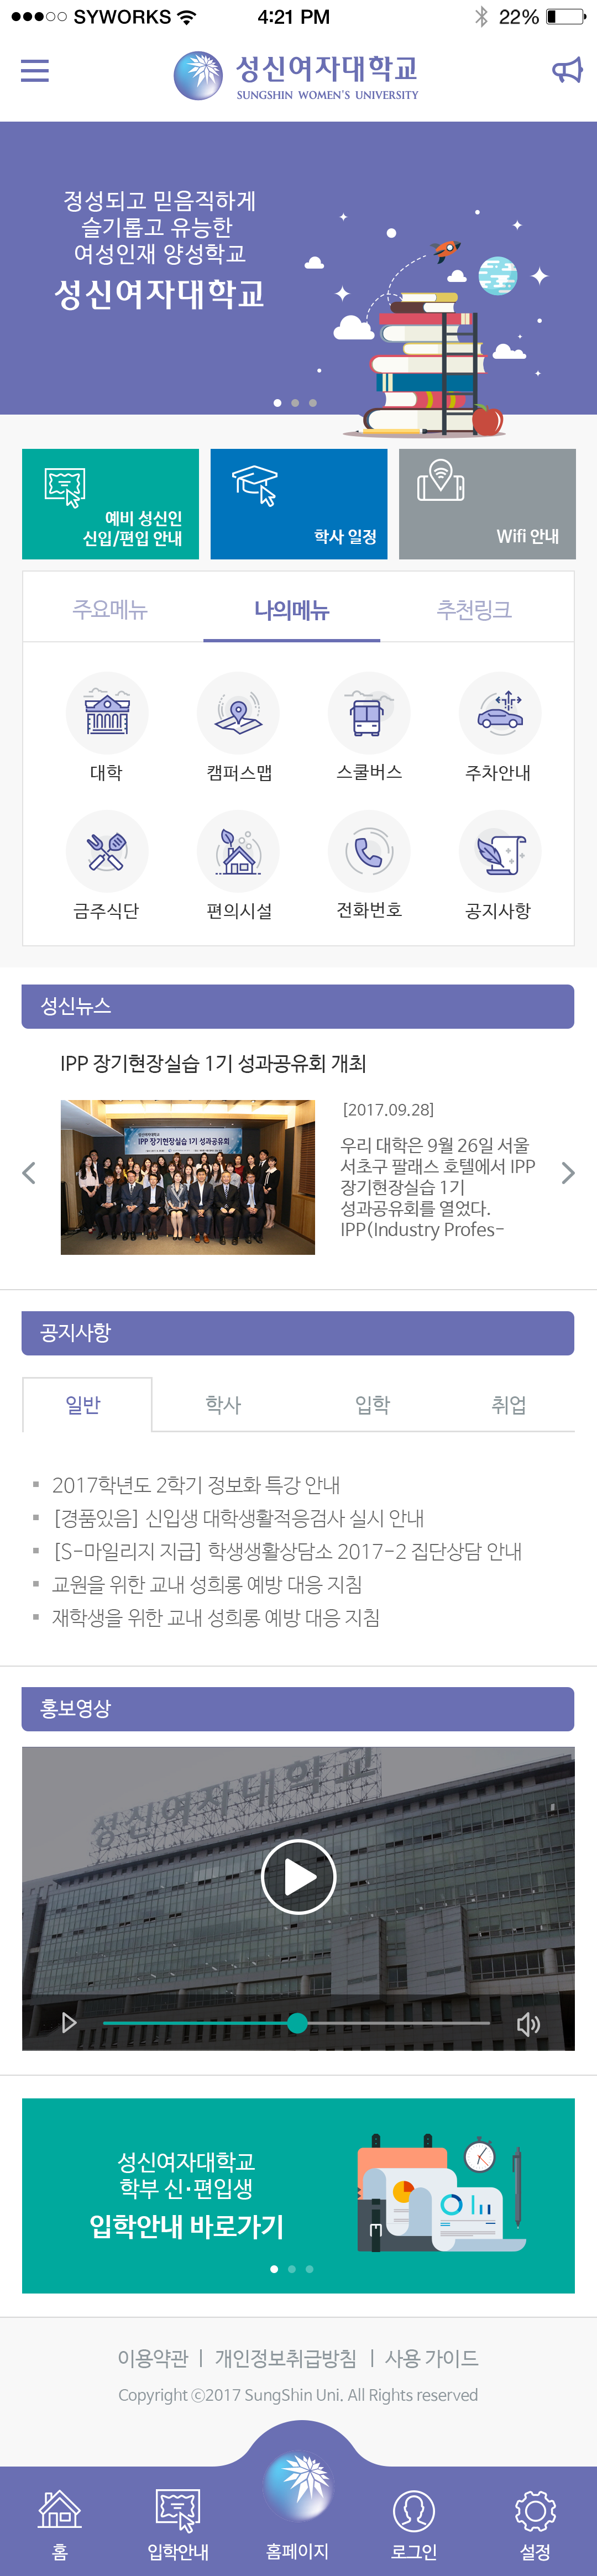 SYWORKS 4:21 PM 22%
성신여자대학교
SUNGSHIN WOMEN'S UNIVERSITY
정성되고 믿음직하게
슬기롭고 유능한
여성인재 양성학교
성신여자대학교
예비 성신인
신입/편입 안내
학사 일정
Wifi 안내
주요메뉴 나의메뉴 추천링크
대학 캠퍼스맵 스쿨버스 주차안내
금주식단 편의시설 전화번호 공지사항
성신뉴스
IPP 장기현장실습 1기 성과공유회 개최
성신여자대학교
IPP 장기현장실습 1기 성과공유회
[2017.09.28]
우리 대학은 9월 26일 서울
서초구 팔래스 호텔에서 IPP
장기현장실습 1기
성과공유회를 열었다.
IPP(Industry Profes-
공지사항
일반 학사 입학 취업
2017학년도 2학기 정보화 특강 안내
[경품있음] 신입생 대학생활적응검사 실시 안내
[S-마일리지 지급] 학생생활상담소 2017-2 집단상담 안내
교원을 위한 교내 성희롱 예방 대응 지침
재학생을 위한 교내 성희롱 예방 대응 지침
홍보영상
성신여자대학교
성신여자대학교
학부 신·편입생
입학안내 바로가기
이용약관 | 개인정보취급방침 | 사용 가이드
Copyright ⓒ2017 SungShin Uni. All Rights reserved
홈 입학안내 홈페이지 로그인 설정